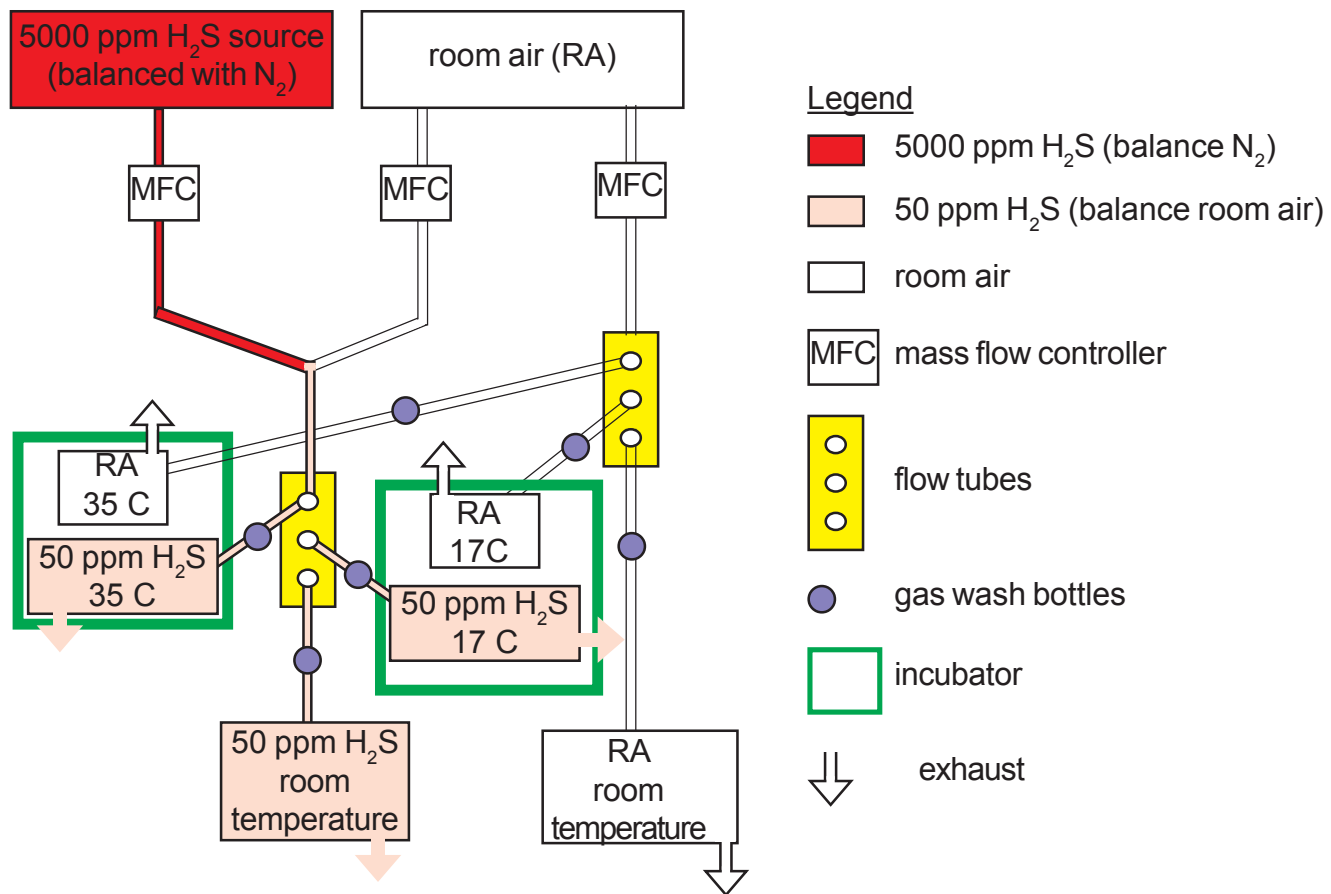 5000 ppm H₂S source
(balanced with N₂)
room air (RA)
MFC
MFC
MFC
RA
35 C
50 ppm H₂S
35 C
RA
17C
50 ppm H₂S
17 C
50 ppm H₂S
room
temperature
RA
room
temperature
Legend
5000 ppm H₂S (balance N₂)
50 ppm H₂S (balance room air)
room air
MFC
mass flow controller
flow tubes
gas wash bottles
incubator
exhaust